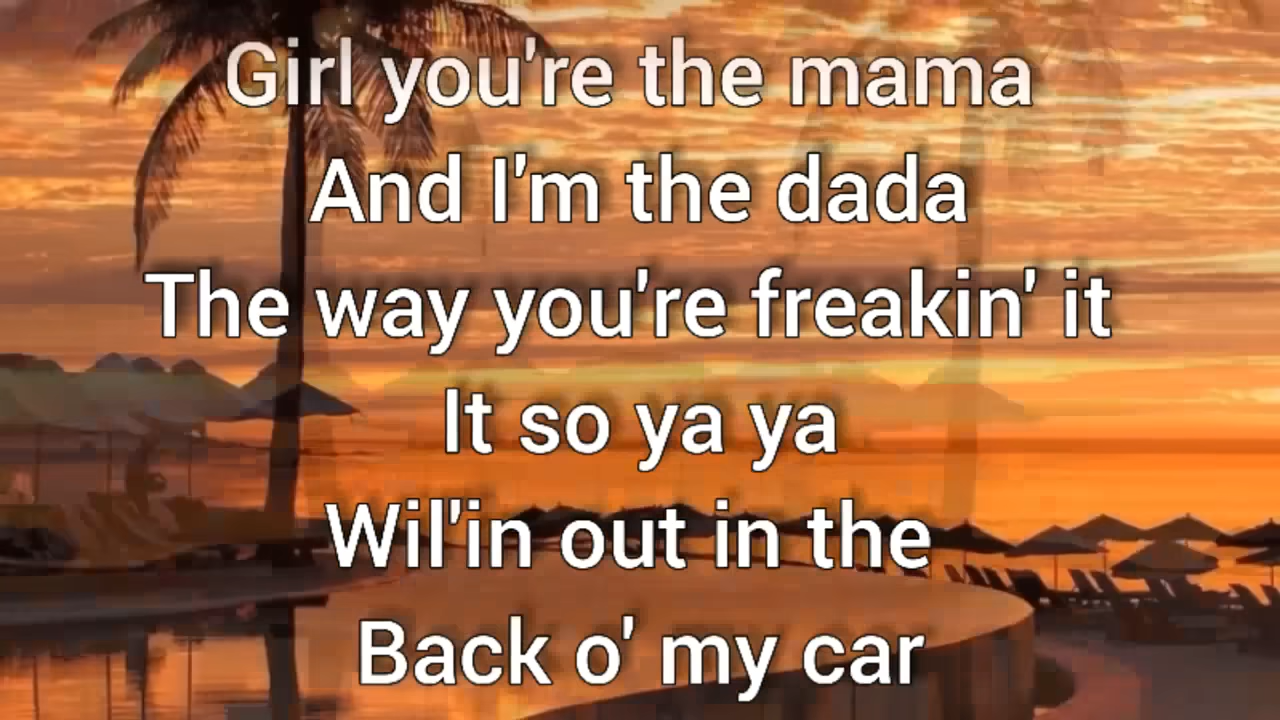 Girl you're the mama
And I'm the dada
The way you're freakin' it
It so ya ya
Wil'in out in the
Back o' my car